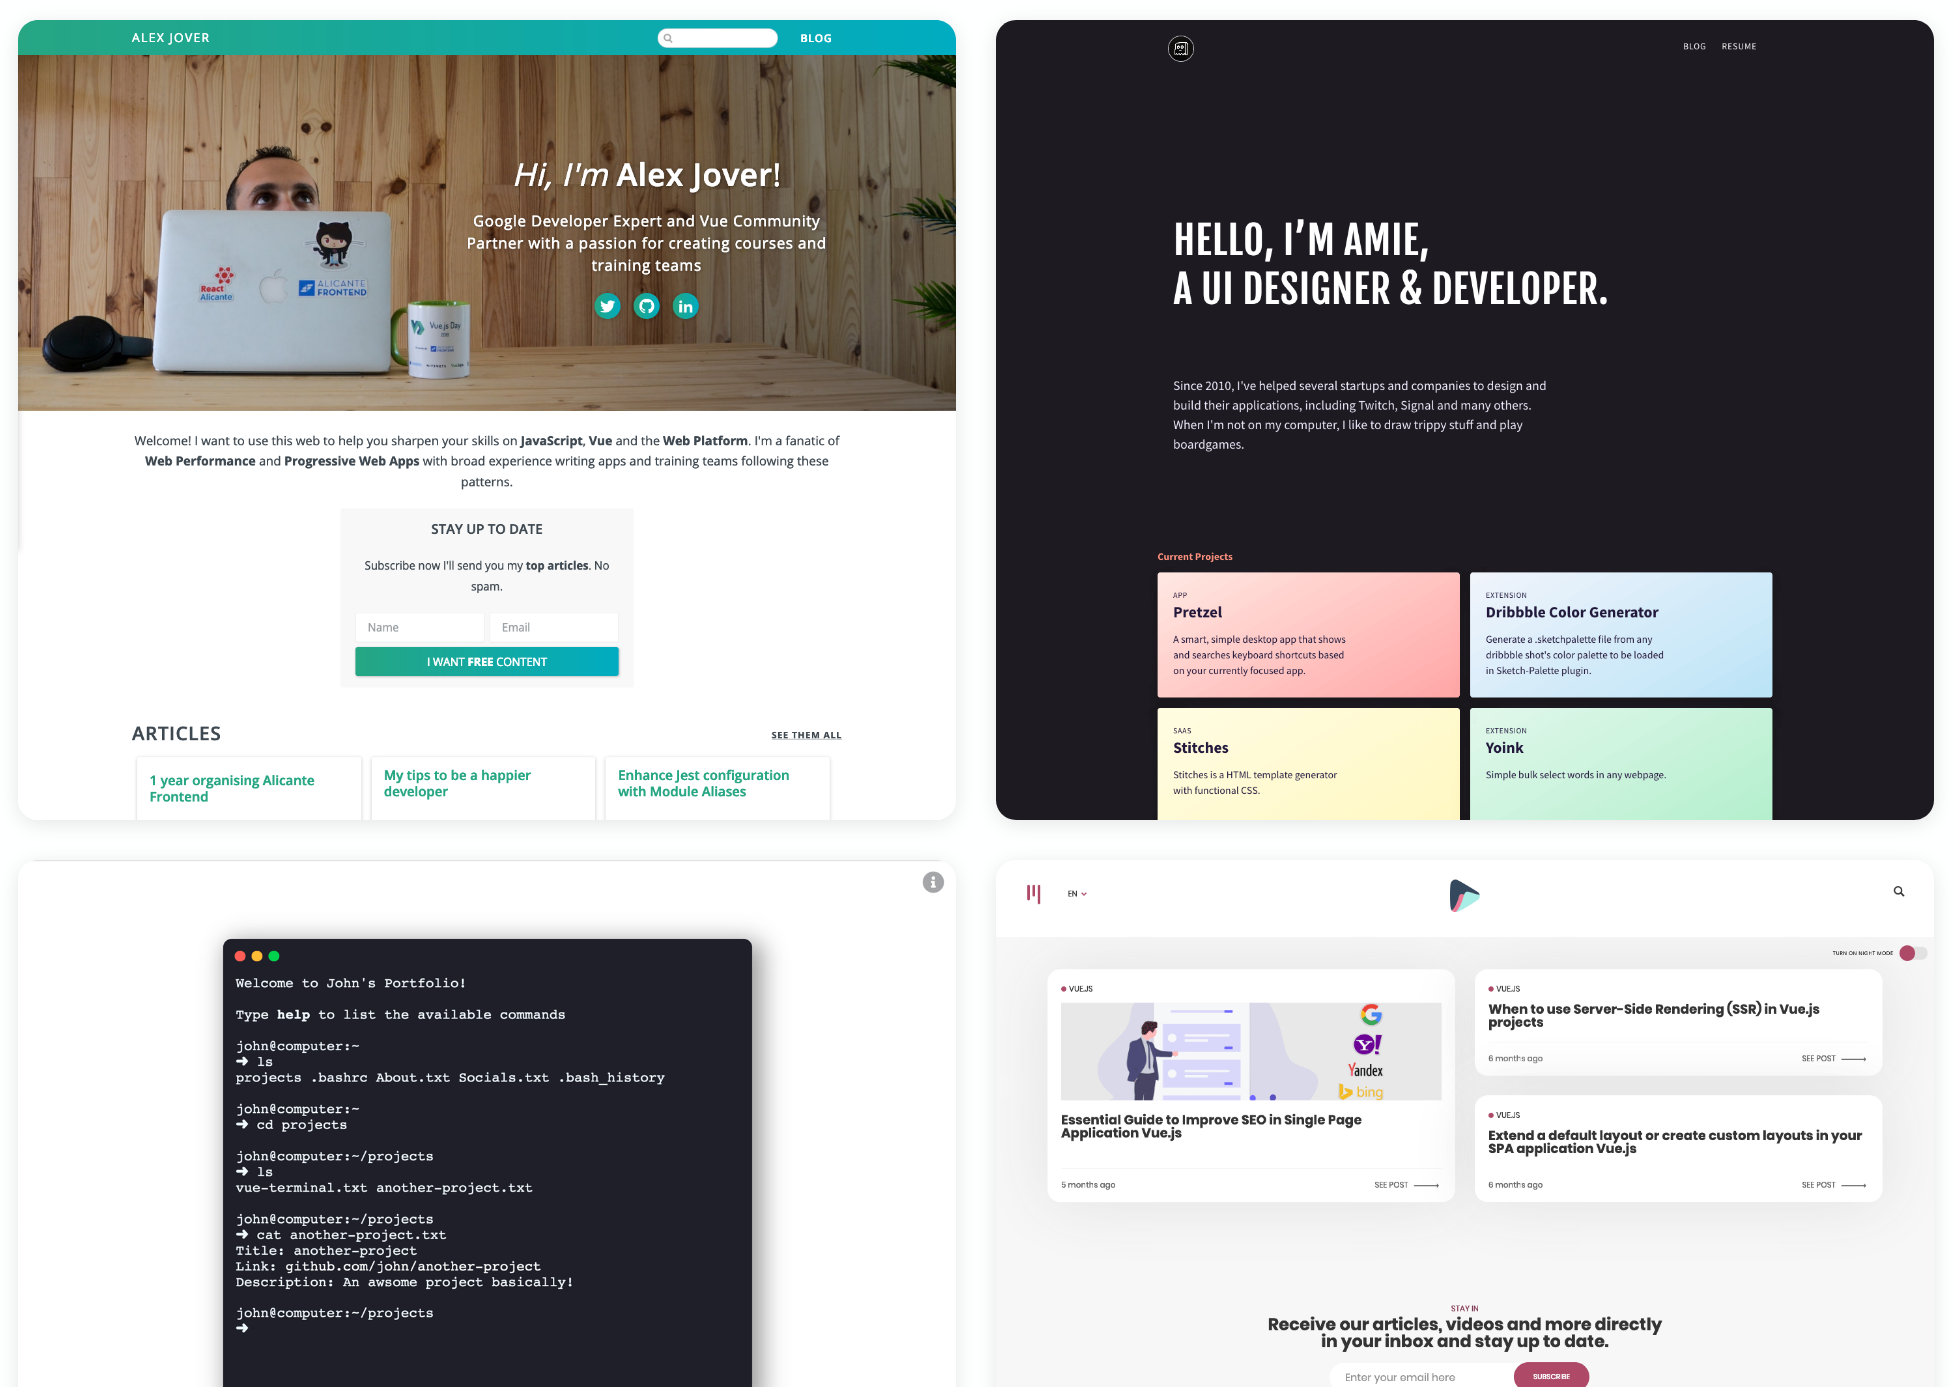 ALEX JOVER
BLOG
Hi, I'm Alex Jover!
Google Developer Expert and Vue Community
Partner with a passion for creating courses and
training teams
React
Alicante
ALICANTE
FRONTEND
Vue.js Day
Welcome! I want to use this web to help you sharpen your skills on JavaScript, Vue and the Web Platform. I'm a fanatic of
Web Performance and Progressive Web Apps with broad experience writing apps and training teams following these
patterns.
STAY UP TO DATE
Subscribe now I'll send you my top articles. No
spam.
Name
Email
I WANT FREE CONTENT
ARTICLES
SEE THEM ALL
1 year organising Alicante
Frontend
My tips to be a happier
developer
Enhance Jest configuration
with Module Aliases
BLOG
RESUME
HELLO, I'M AMIE,
A UI DESIGNER & DEVELOPER.
Since 2010, I've helped several startups and companies to design and
build their applications, including Twitch, Signal and many others.
When I'm not on my computer, I like to draw trippy stuff and play
boardgames.
Current Projects
APP
Pretzel
A smart, simple desktop app that shows
and searches keyboard shortcuts based
on your currently focused app.
EXTENSION
Dribbble Color Generator
Generate a .sketchpalette file from any
dribbble shot's color palette to be loaded
in Sketch-Palette plugin.
SAAS
Stitches
Stitches is a HTML template generator
with functional CSS.
EXTENSION
Yoink
Simple bulk select words in any webpage.
Welcome to John's Portfolio!
Type help to list the available commands
john@computer:~
➜ ls
projects .bashrc About.txt Socials.txt .bash_history
john@computer:~
➜ cd projects
john@computer:~/projects
➜ ls
vue-terminal.txt another-project.txt
john@computer:~/projects
➜ cat another-project.txt
Title: another-project
Link: github.com/john/another-project
Description: An awsome project basically!
john@computer:~/projects
➜
EN
TURN ON NIGHT MODE
VUE.JS
Yahoo!
Yandex
bing
Essential Guide to Improve SEO in Single Page
Application Vue.js
5 months ago
SEE POST
VUE.JS
When to use Server-Side Rendering (SSR) in Vue.js
projects
6 months ago
SEE POST
VUE.JS
Extend a default layout or create custom layouts in your
SPA application Vue.js
6 months ago
SEE POST
STAY IN
Receive our articles, videos and more directly
in your inbox and stay up to date.
Enter your email here
SUBSCRIBE